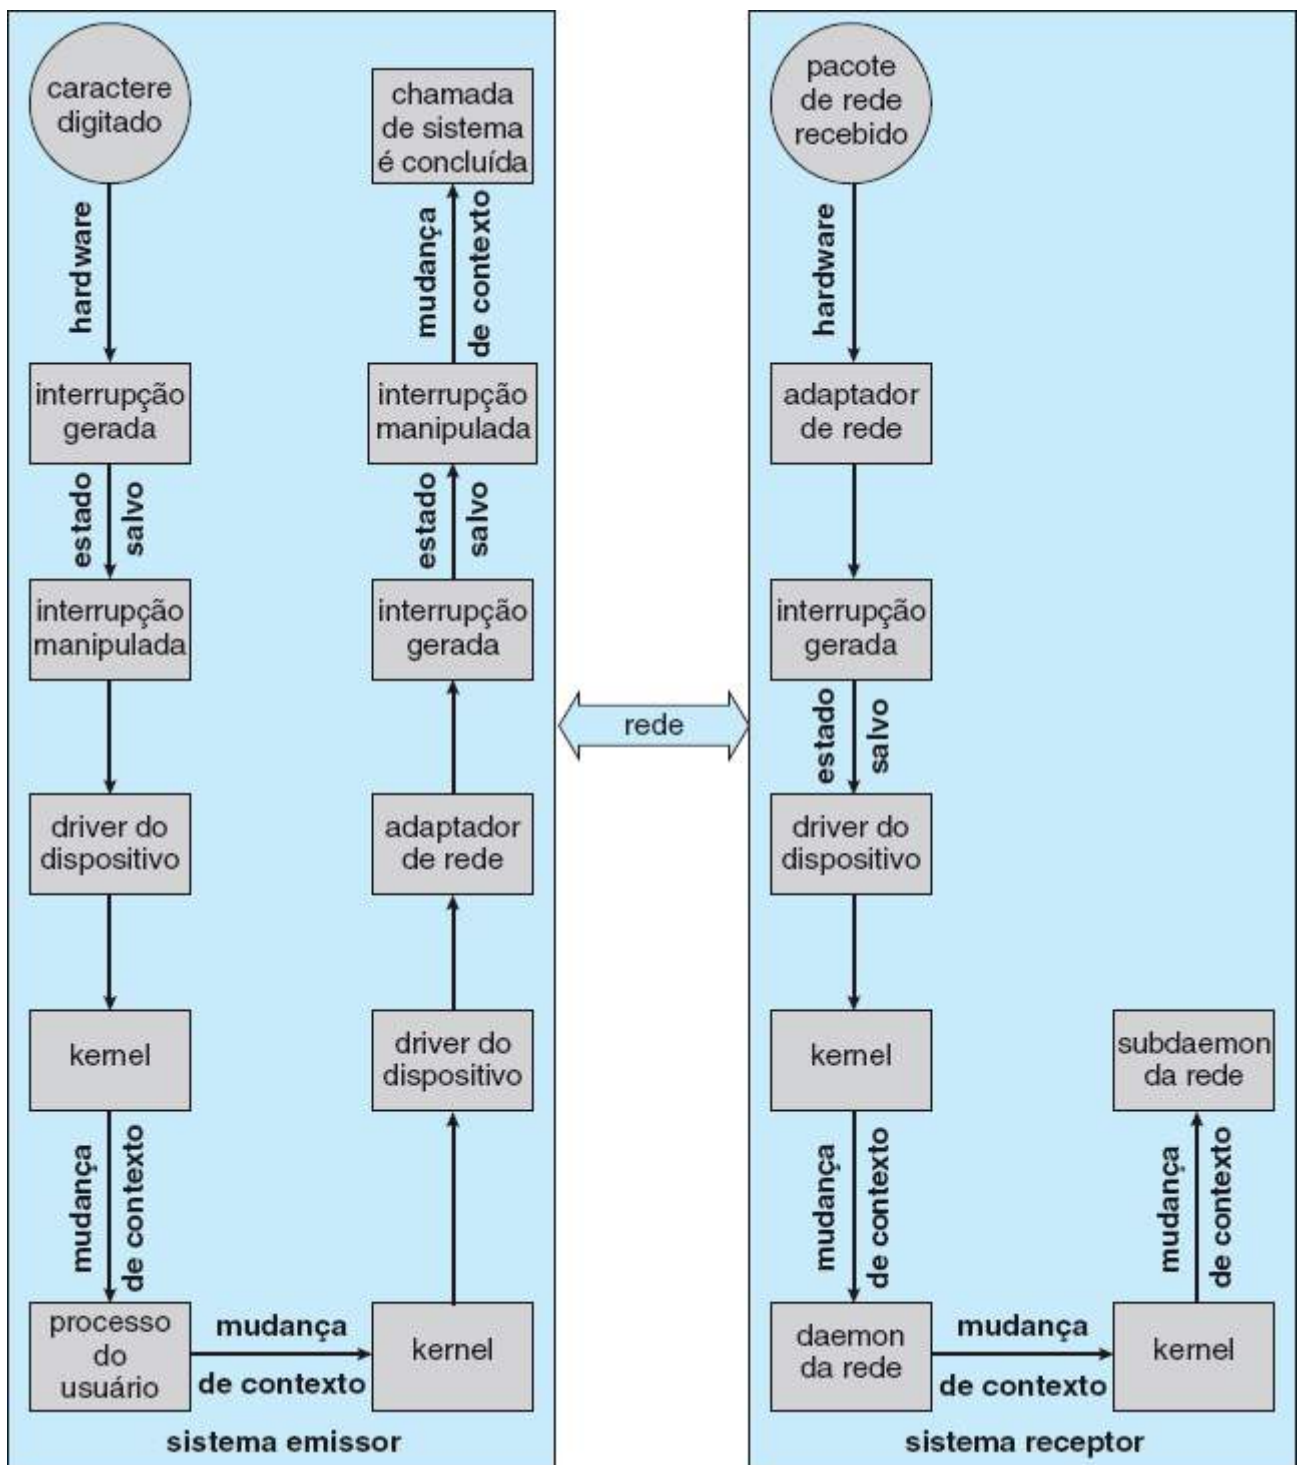 caractere
digitado
hardware
interrupção
gerada
estado
salvo
interrupção
manipulada
driver do
dispositivo
kernel
mudança
de contexto
processo
do
usuário
mudança
de contexto
kernel
driver do
dispositivo
adaptador
de rede
interrupção
gerada
estado
salvo
interrupção
manipulada
mudança
de contexto
chamada
de sistema
é concluída
sistema emissor
rede
pacote
de rede
recebido
hardware
adaptador
de rede
interrupção
gerada
estado
salvo
driver do
dispositivo
kernel
mudança
de contexto
daemon
da rede
mudança
de contexto
kernel
mudança
de contexto
subdaemon
da rede
sistema receptor